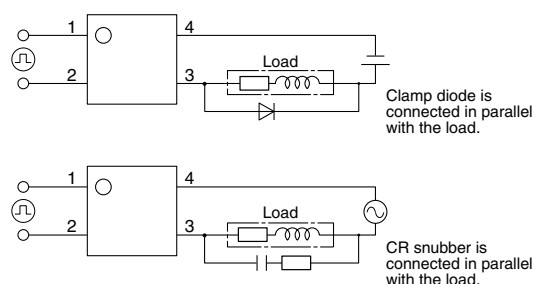 1 4
Load
2 3
Clamp diode is
connected in parallel
with the load.
1 4
Load
2 3
CR snubber is
connected in parallel
with the load.